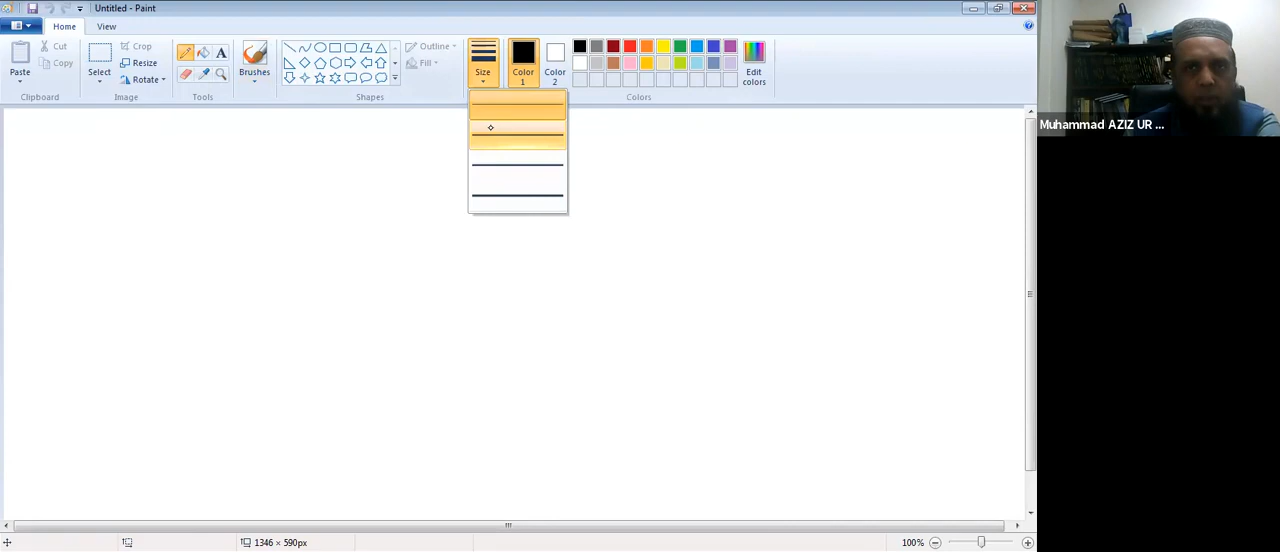 Untitled - Paint
Home View
Paste
Cut
Copy
Clipboard
Select
Crop
Resize
Rotate
Image
A
Tools
Brushes
Shapes
Outline
Fill
Size
Color 1
Color 2
Edit colors
Colors
Muhammad AZIZ UR ...
1346 × 590px
100%